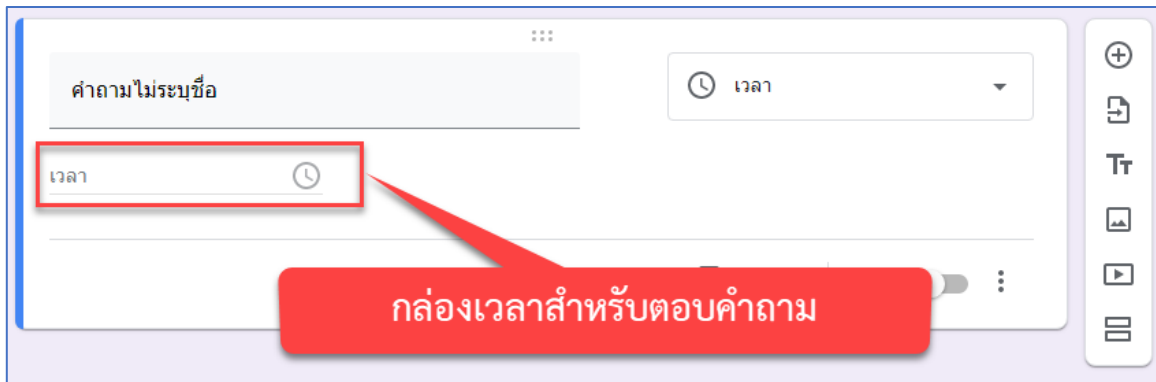 คำถามไม่ระบุชื่อ
เวลา
เวลา
กล่องเวลาสำหรับตอบคำถาม